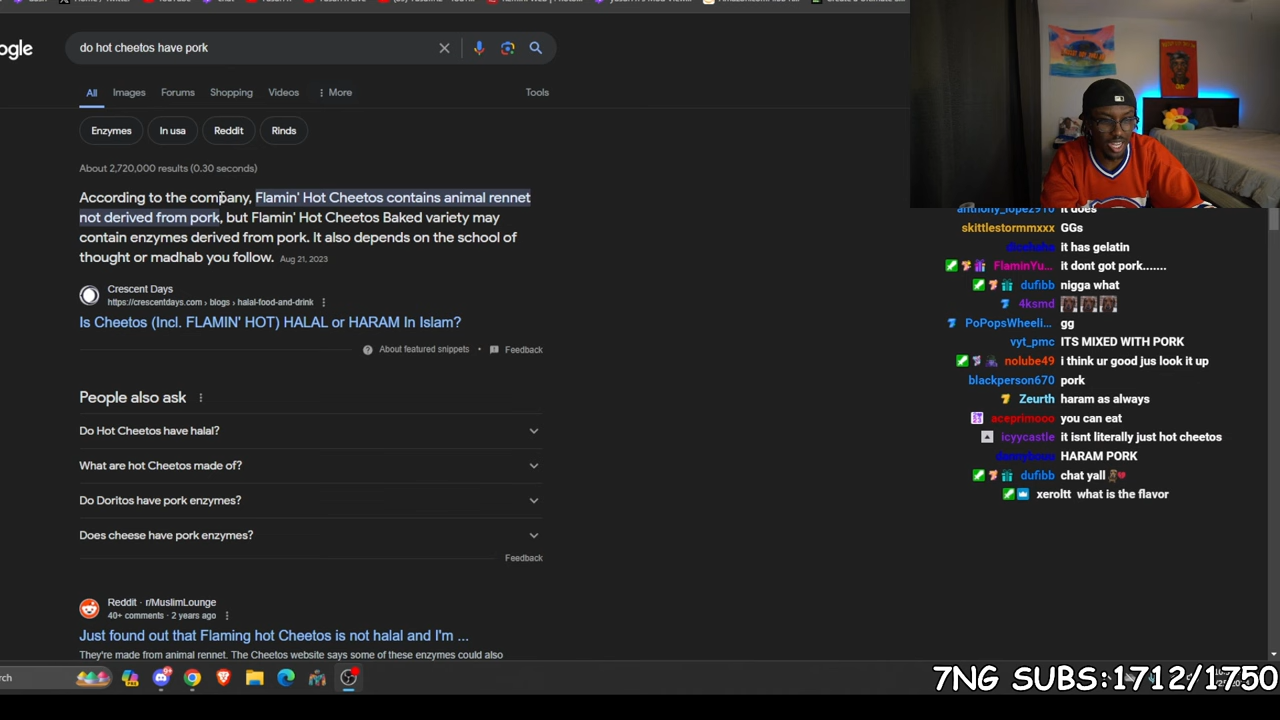 ogle
do hot cheetos have pork
All Images Forums Shopping Videos More Tools
Enzymes In usa Reddit Rinds
About 2,720,000 results (0.30 seconds)
According to the company, Flamin' Hot Cheetos contains animal rennet
not derived from pork, but Flamin' Hot Cheetos Baked variety may
contain enzymes derived from pork. It also depends on the school of
thought or madhab you follow. Aug 21, 2023
Crescent Days
https://crescentdays.com › blogs › halal-food-and-drink
Is Cheetos (Incl. FLAMIN' HOT) HALAL or HARAM In Islam?
About featured snippets • Feedback
People also ask
Do Hot Cheetos have halal?
What are hot Cheetos made of?
Do Doritos have pork enzymes?
Does cheese have pork enzymes?
Feedback
Reddit · r/MuslimLounge
40+ comments · 2 years ago
Just found out that Flaming hot Cheetos is not halal and I'm ...
They're made from animal rennet. The Cheetos website says some of these enzymes could also
it does
skittlestormmxxx GGs
it has gelatin
FlaminYu... it dont got pork.......
dufibb nigga what
4ksmd
PoPopsWheeli... gg
vyt_pmc ITS MIXED WITH PORK
nolube49 i think ur good jus look it up
blackperson670 pork
Zeurth haram as always
aceprimooo you can eat
icyycastle it isnt literally just hot cheetos
HARAM PORK
dufibb chat yall
xeroltt what is the flavor
rch
7NG SUBS:1712/1750